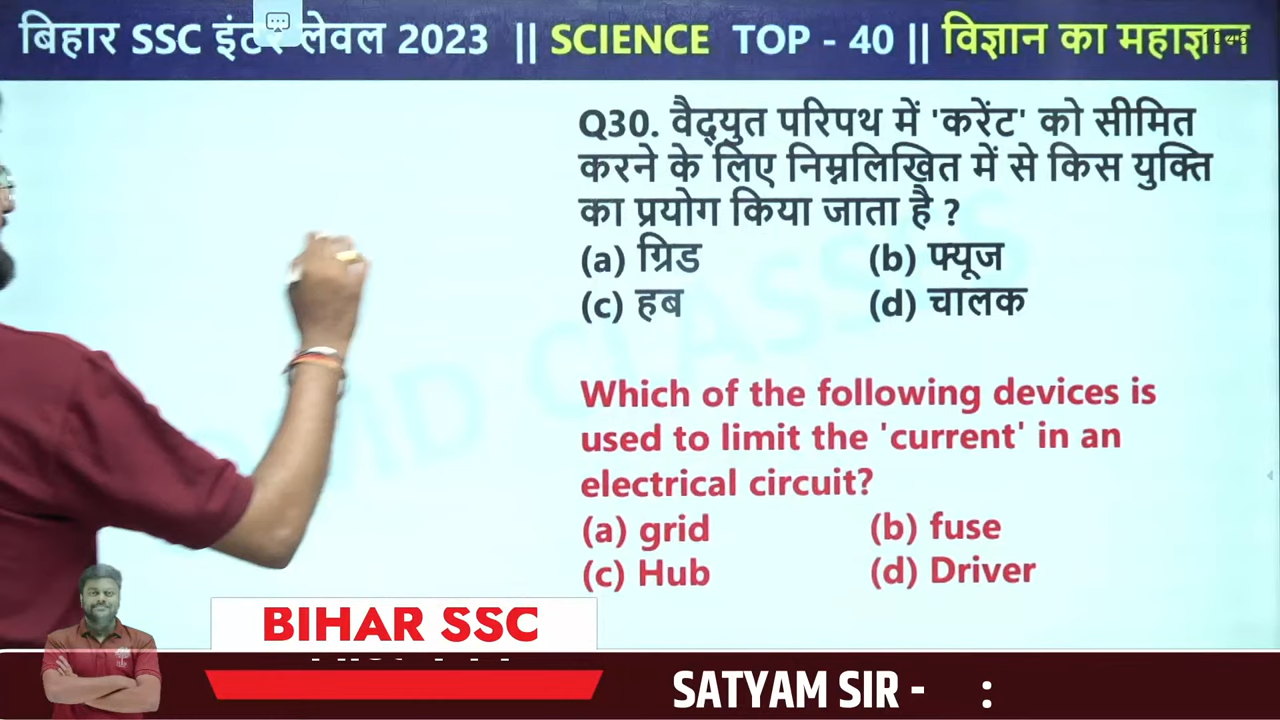 बिहार SSC इंटर लेवल 2023 || SCIENCE TOP - 40 || विज्ञान का महाज्ञान
Q30. वैद्युत परिपथ में 'करेंट' को सीमित
करने के लिए निम्नलिखित में से किस युक्ति
का प्रयोग किया जाता है ?
(a) ग्रिड (b) फ्यूज
(c) हब (d) चालक
Which of the following devices is
used to limit the 'current' in an
electrical circuit?
(a) grid (b) fuse
(c) Hub (d) Driver
BIHAR SSC
SATYAM SIR - :